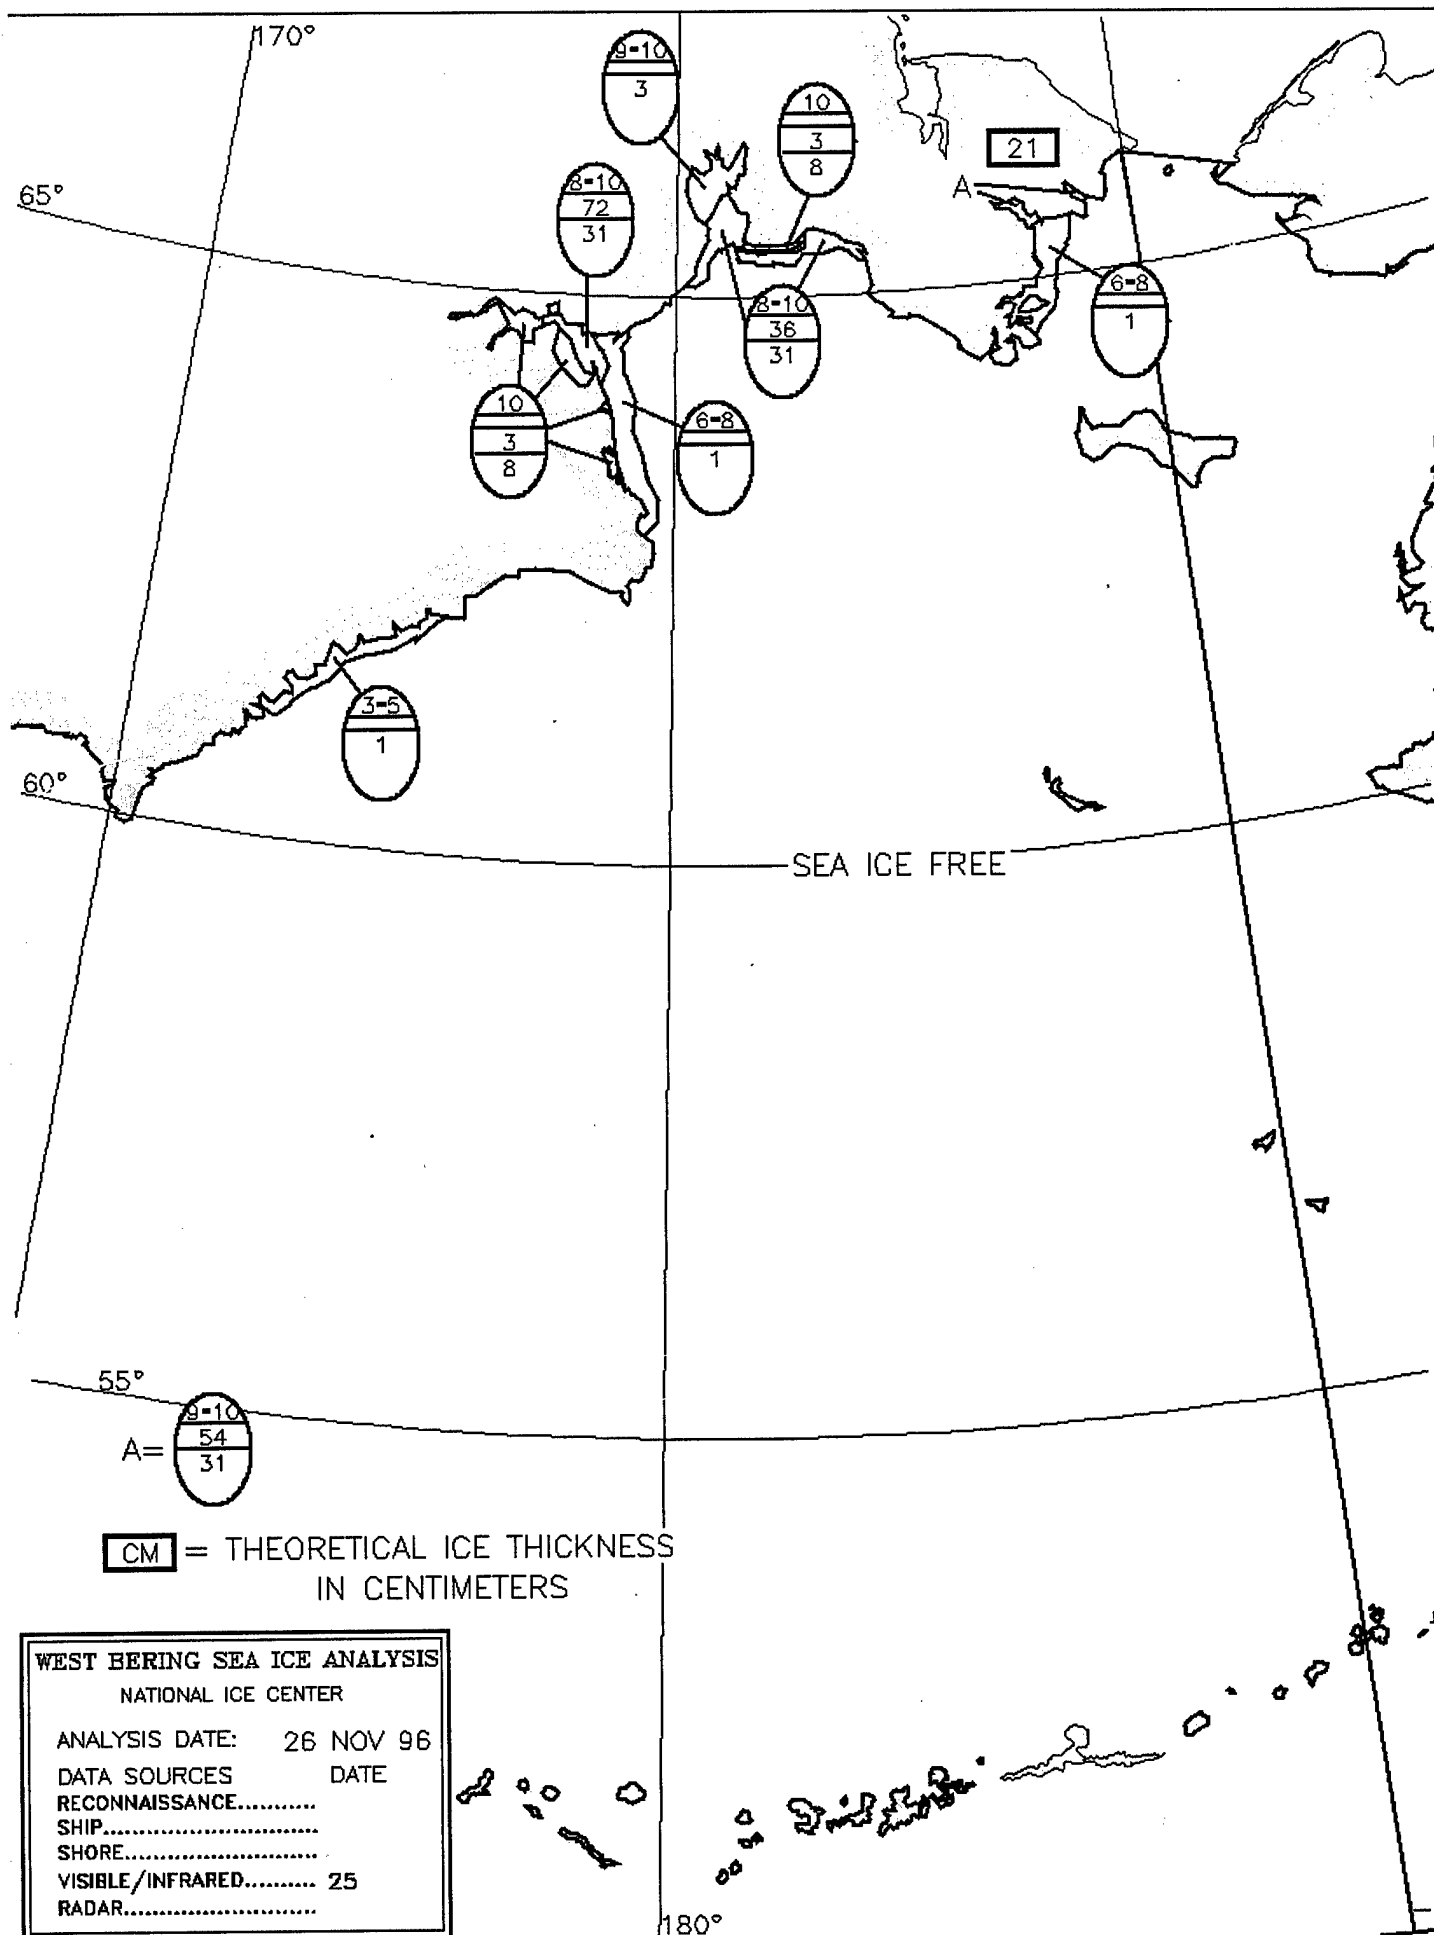 170°
9-10
3
10
3
8
21
A
65°
8-10
72
31
6-8
1
8-10
36
31
10
3
8
6-8
1
3-5
1
60°
SEA ICE FREE
55°
A=
9-10
54
31
CM = THEORETICAL ICE THICKNESS
IN CENTIMETERS
WEST BERING SEA ICE ANALYSIS
NATIONAL ICE CENTER
ANALYSIS DATE: 26 NOV 96
DATA SOURCES DATE
RECONNAISSANCE...........
SHIP.............................
SHORE..........................
VISIBLE/INFRARED.......... 25
RADAR..........................
180°